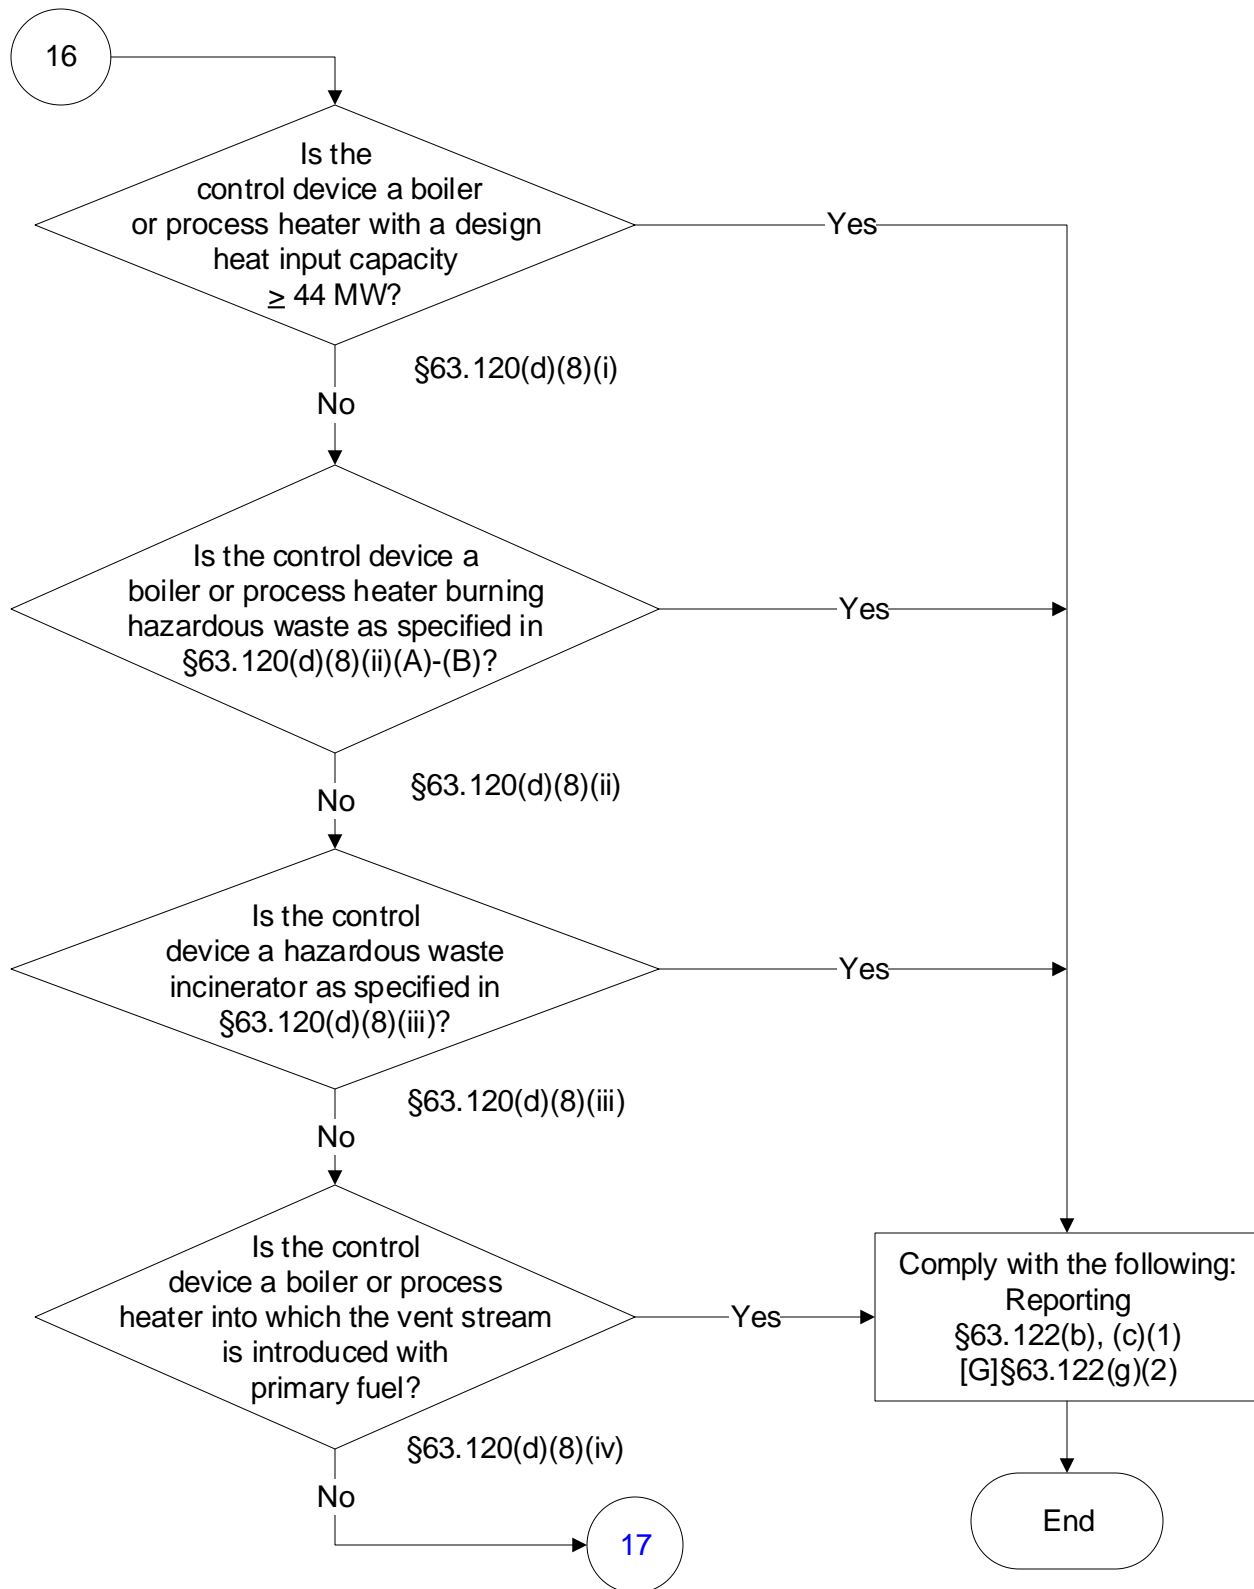 16
Is the
control device a boiler
or process heater with a design
heat input capacity
≥ 44 MW?
Yes
§63.120(d)(8)(i)
No
Is the control device a
boiler or process heater burning
hazardous waste as specified in
§63.120(d)(8)(ii)(A)-(B)?
Yes
§63.120(d)(8)(ii)
No
Is the control
device a hazardous waste
incinerator as specified in
§63.120(d)(8)(iii)?
Yes
§63.120(d)(8)(iii)
No
Is the control
device a boiler or process
heater into which the vent stream
is introduced with
primary fuel?
Yes
Comply with the following:
Reporting
§63.122(b), (c)(1)
[G]§63.122(g)(2)
§63.120(d)(8)(iv)
No
17
End